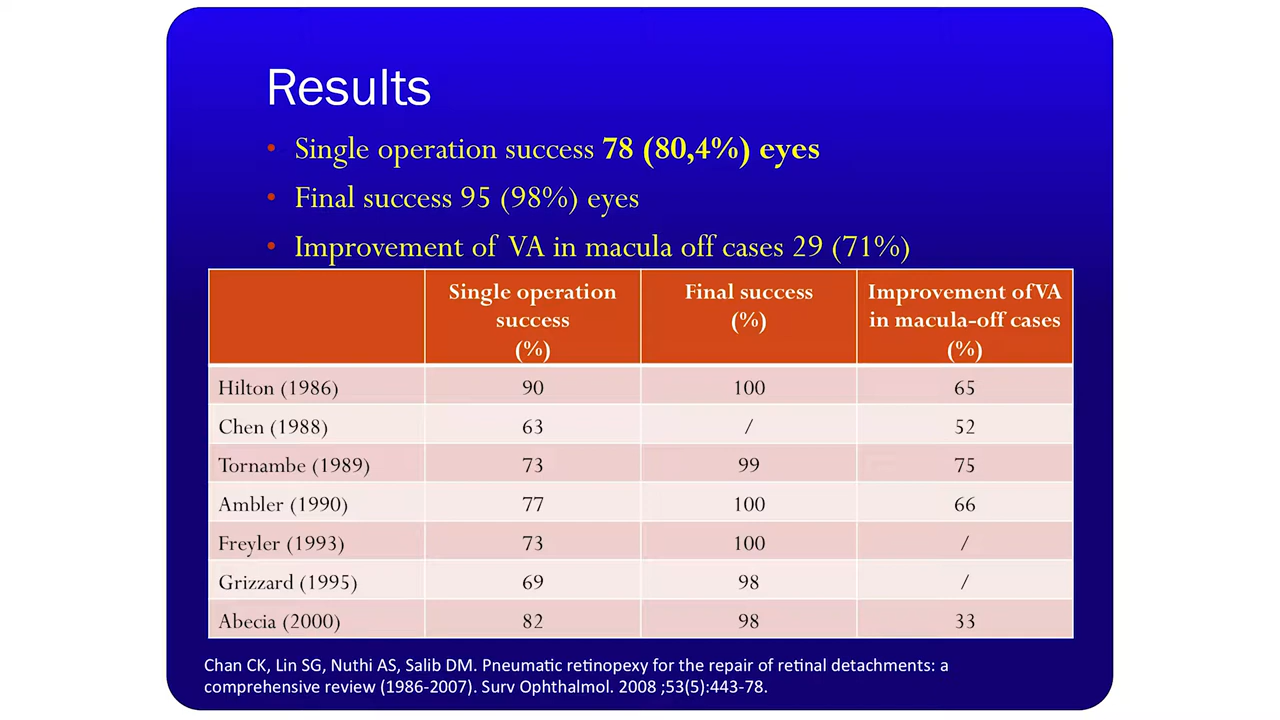 Results
• Single operation success 78 (80,4%) eyes
• Final success 95 (98%) eyes
• Improvement of VA in macula off cases 29 (71%)
Single operation success (%) Final success (%) Improvement of VA in macula-off cases (%)
Hilton (1986) 90 100 65
Chen (1988) 63 / 52
Tornambe (1989) 73 99 75
Ambler (1990) 77 100 66
Freyler (1993) 73 100 /
Grizzard (1995) 69 98 /
Abecia (2000) 82 98 33
Chan CK, Lin SG, Nuthi AS, Salib DM. Pneumatic retinopexy for the repair of retinal detachments: a
comprehensive review (1986-2007). Surv Ophthalmol. 2008 ;53(5):443-78.